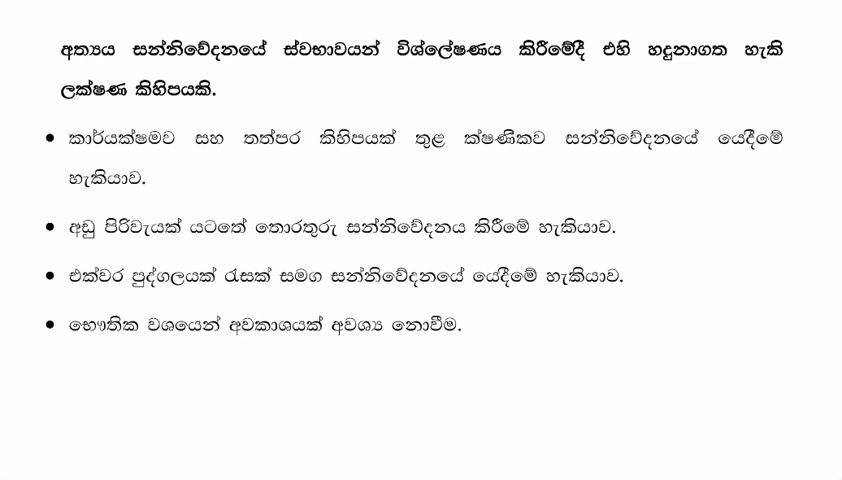 අත්‍යය සන්නිවේදනයේ ස්වභාවයන් විශ්ලේෂණය කිරීමේදී එහි හදුනාගත හැකි
ලක්ෂණ කිහිපයකි.
• කාර්යක්ෂමව සහ තත්පර කිහිපයක් තුළ ක්ෂණිකව සන්නිවේදනයේ යෙදීමේ
හැකියාව.
• අඩු පිරිවැයක් යටතේ තොරතුරු සන්නිවේදනය කිරීමේ හැකියාව.
• එක්වර පුද්ගලයක් රැසක් සමග සන්නිවේදනයේ යෙදීමේ හැකියාව.
• භෞතික වශයෙන් අවකාශයක් අවශ්‍ය නොවීම.